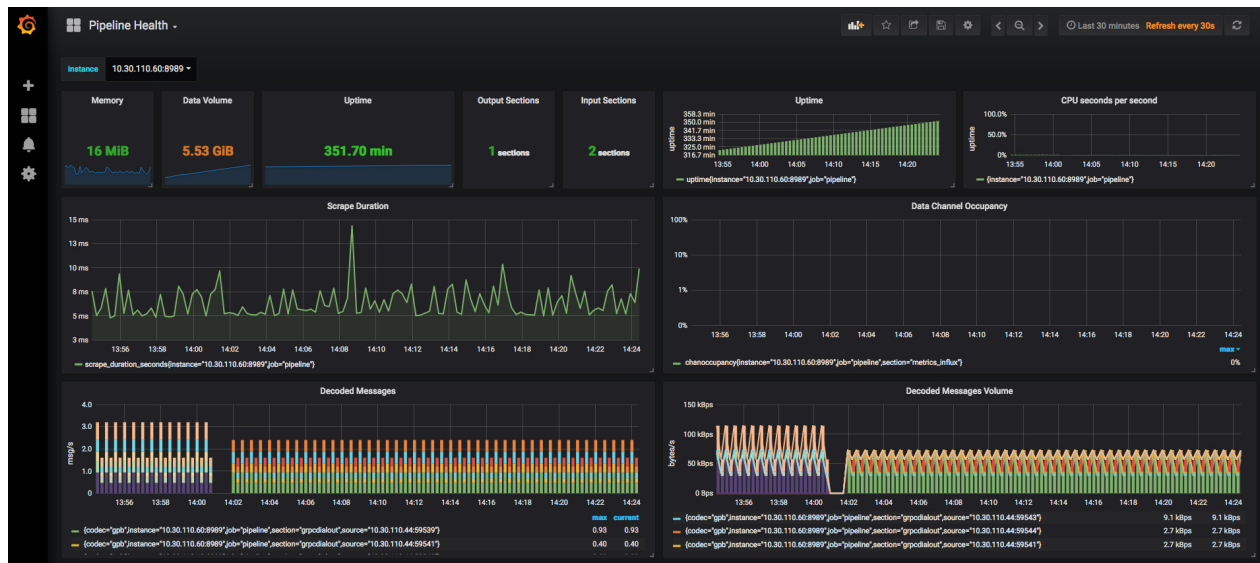 Pipeline Health
Last 30 minutes Refresh every 30s
Instance 10.30.110.60:8989
Memory
16 MiB
Data Volume
5.53 GiB
Uptime
351.70 min
Output Sections
1 sections
Input Sections
2 sections
Uptime
uptime
358.3 min
350.0 min
341.7 min
333.3 min
325.0 min
316.7 min
13:55 14:00 14:05 14:10 14:15 14:20
uptime{instance="10.30.110.60:8989",job="pipeline"}
CPU seconds per second
uptime
100.0%
50.0%
0%
13:55 14:00 14:05 14:10 14:15 14:20
{instance="10.30.110.60:8989",job="pipeline"}
Scrape Duration
15 ms
13 ms
10 ms
8 ms
5 ms
3 ms
13:56 13:58 14:00 14:02 14:04 14:06 14:08 14:10 14:12 14:14 14:16 14:18 14:20 14:22 14:24
scrape_duration_seconds{instance="10.30.110.60:8989",job="pipeline"}
Data Channel Occupancy
100%
10%
1%
0%
13:56 13:58 14:00 14:02 14:04 14:06 14:08 14:10 14:12 14:14 14:16 14:18 14:20 14:22 14:24
max
chanoccupancy{instance="10.30.110.60:8989",job="pipeline",section="metrics_influx"} 0%
Decoded Messages
msg/s
4.0
3.0
2.0
1.0
0
13:56 13:58 14:00 14:02 14:04 14:06 14:08 14:10 14:12 14:14 14:16 14:18 14:20 14:22 14:24
max current
{codec="gpb",instance="10.30.110.60:8989",job="pipeline",section="grpcdialout",source="10.30.110.44:59539"} 0.93 0.93
{codec="gpb",instance="10.30.110.60:8989",job="pipeline",section="grpcdialout",source="10.30.110.44:59541"} 0.40 0.40
Decoded Messages Volume
bytes/s
150 kBps
100 kBps
50 kBps
0 Bps
13:56 13:58 14:00 14:02 14:04 14:06 14:08 14:10 14:12 14:14 14:16 14:18 14:20 14:22 14:24
{codec="gpb",instance="10.30.110.60:8989",job="pipeline",section="grpcdialout",source="10.30.110.44:59543"} 9.1 kBps 9.1 kBps
{codec="gpb",instance="10.30.110.60:8989",job="pipeline",section="grpcdialout",source="10.30.110.44:59544"} 2.7 kBps 2.7 kBps
{codec="gpb",instance="10.30.110.60:8989",job="pipeline",section="grpcdialout",source="10.30.110.44:59541"} 2.7 kBps 2.7 kBps